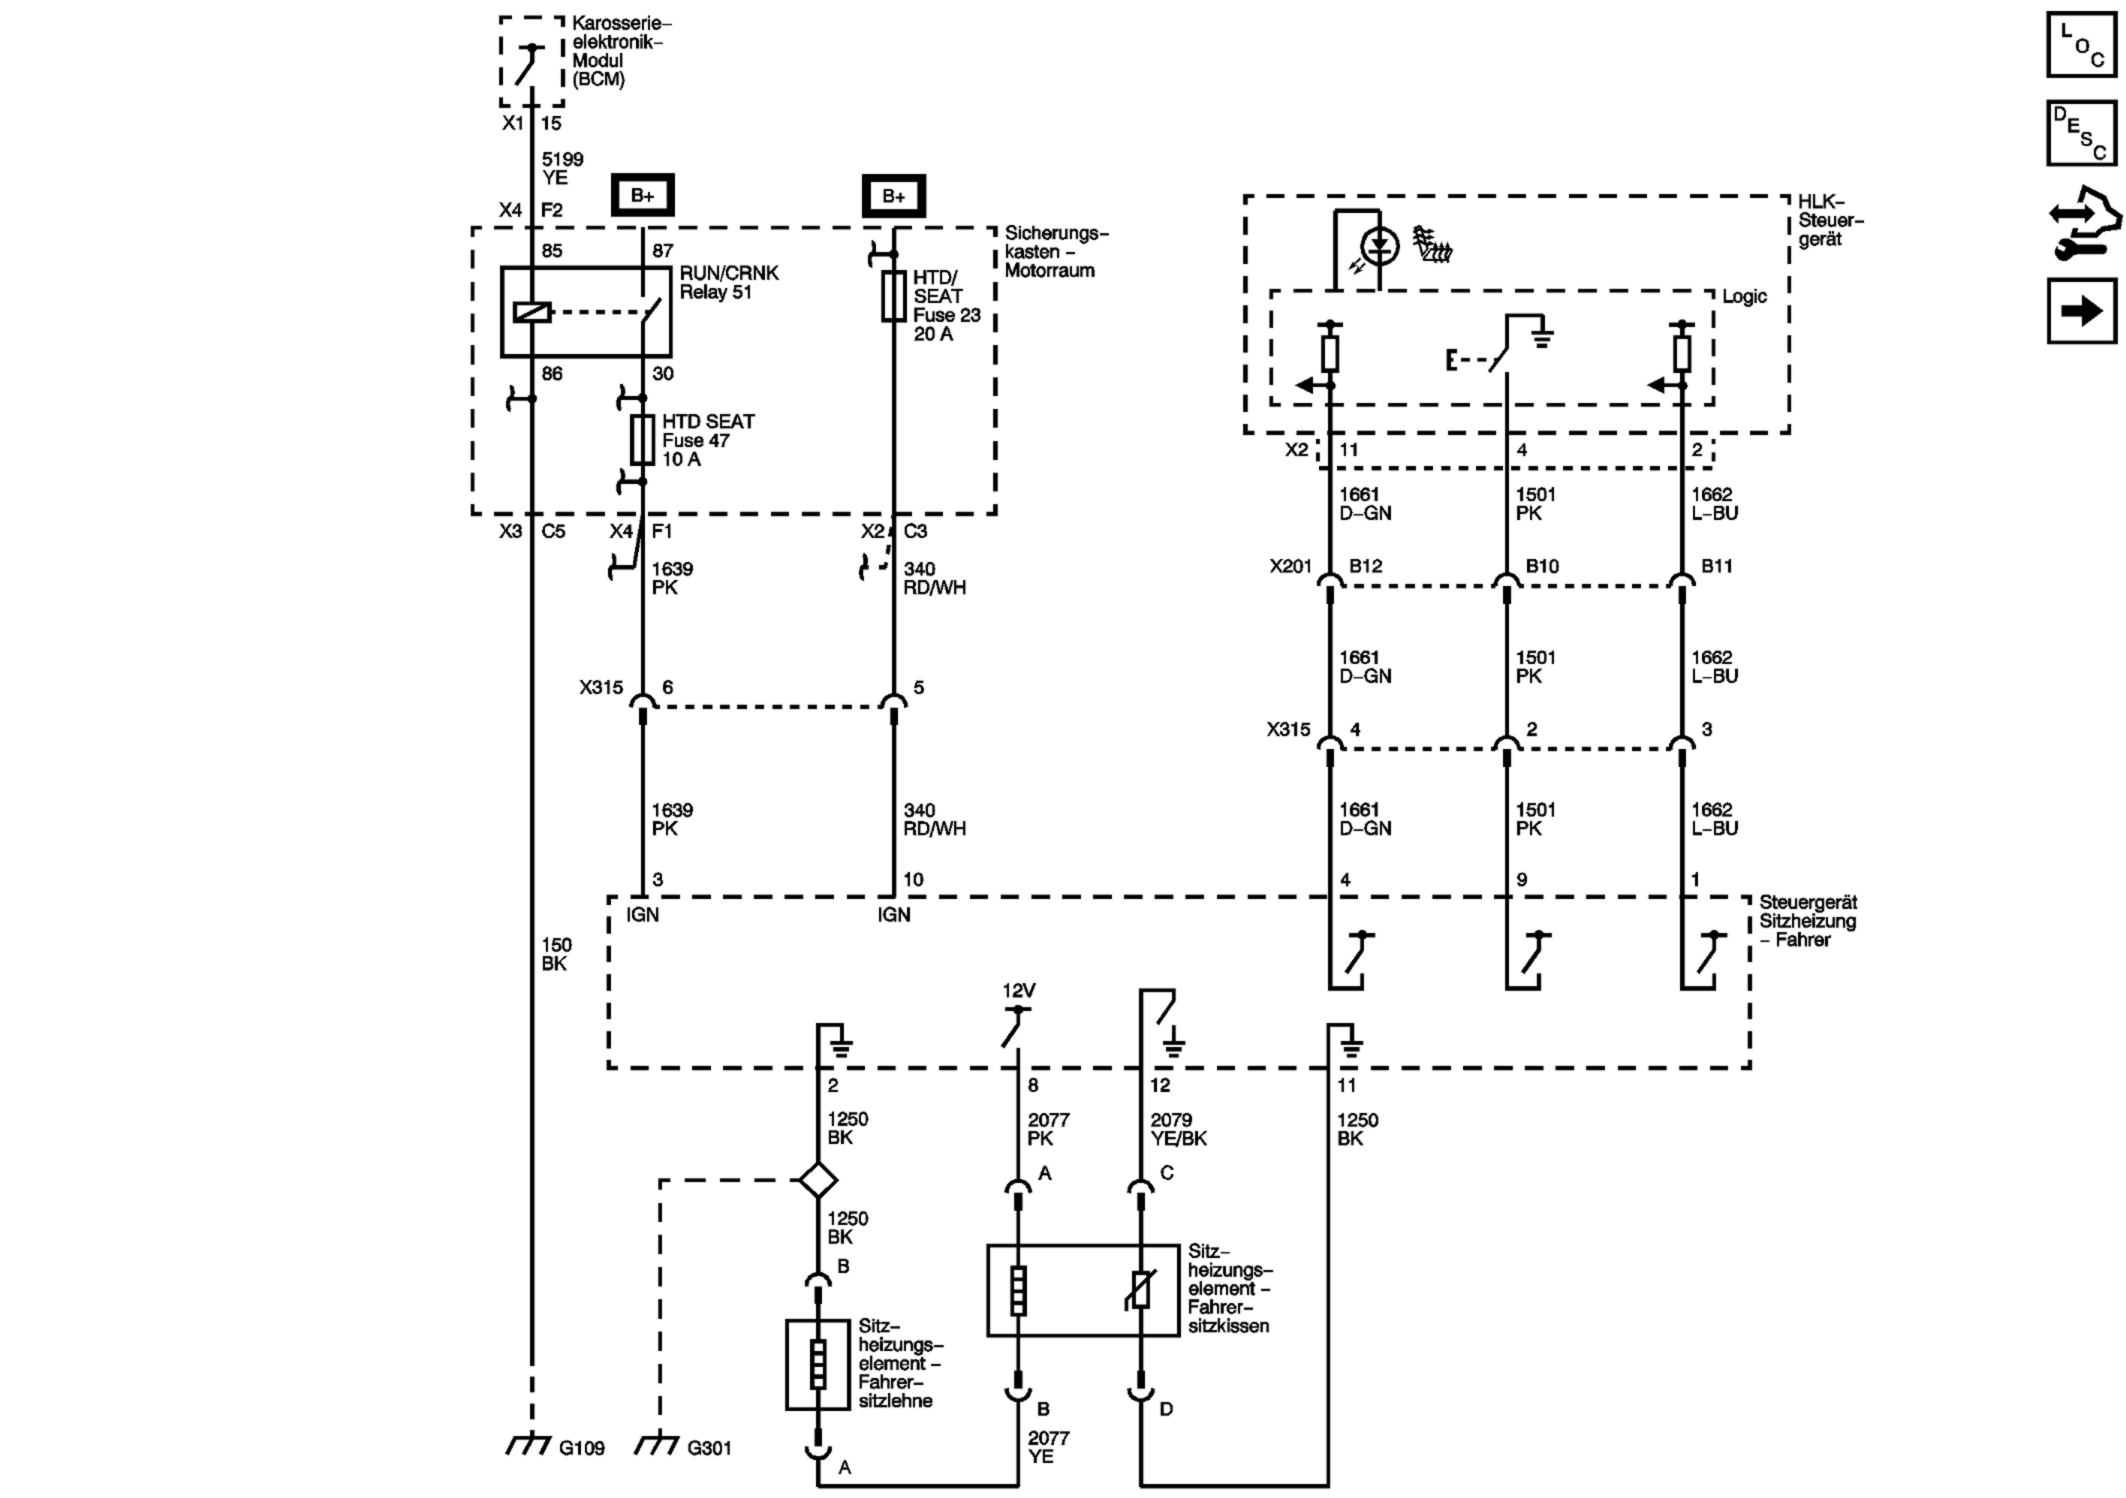 Karosserie–
elektronik–
Modul
(BCM)
X1 15
5199
YE
X4 F2
B+
B+
85
87
RUN/CRNK
Relay 51
86
30
HTD SEAT
Fuse 47
10 A
HTD/
SEAT
Fuse 23
20 A
Sicherungs–
kasten –
Motorraum
X3 C5
X4 F1
X2 C3
1639
PK
340
RD/WH
X315 6
5
1639
PK
340
RD/WH
3
10
IGN
IGN
150
BK
HLK–
Steuer–
gerät
Logic
X2 11
4
2
1661
D–GN
1501
PK
1662
L–BU
X201 B12
B10
B11
1661
D–GN
1501
PK
1662
L–BU
X315 4
2
3
1661
D–GN
1501
PK
1662
L–BU
4
9
1
Steuergerät
Sitzheizung
– Fahrer
12V
2
8
12
11
1250
BK
2077
PK
2079
YE/BK
1250
BK
A
C
1250
BK
B
Sitz–
heizungs–
element –
Fahrer–
sitzkissen
Sitz–
heizungs–
element –
Fahrer–
sitzlehne
B
D
2077
YE
A
G109
G301
L
O
C
D
E
S
C